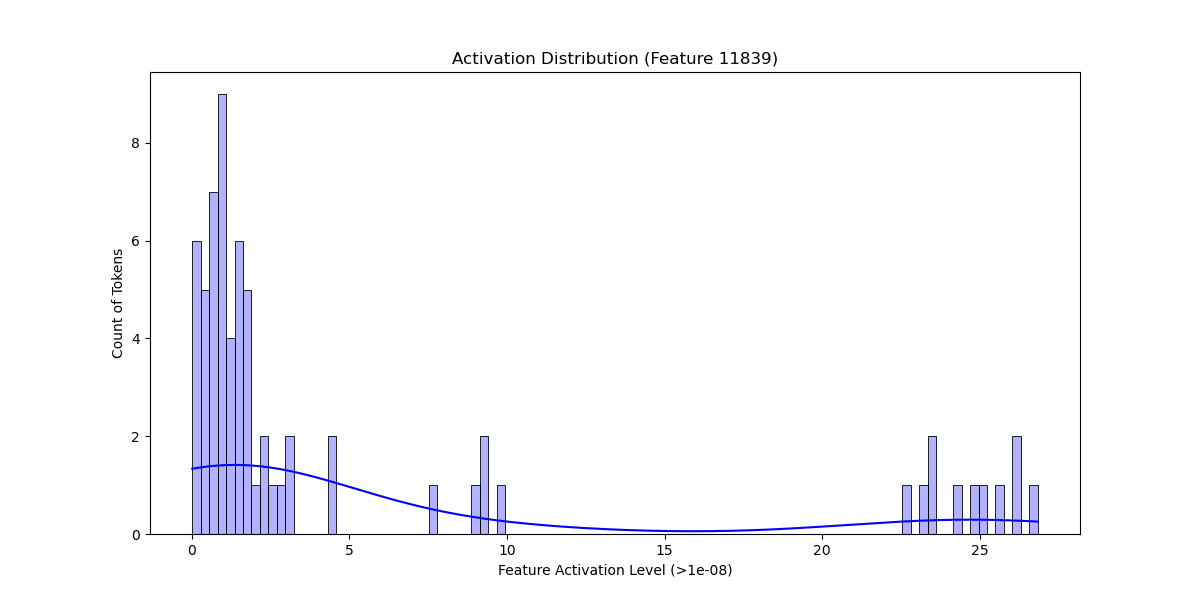 Activation Distribution (Feature 11839)
Count of Tokens
8
6
4
2
0
0 5 10 15 20 25
Feature Activation Level (>1e-08)